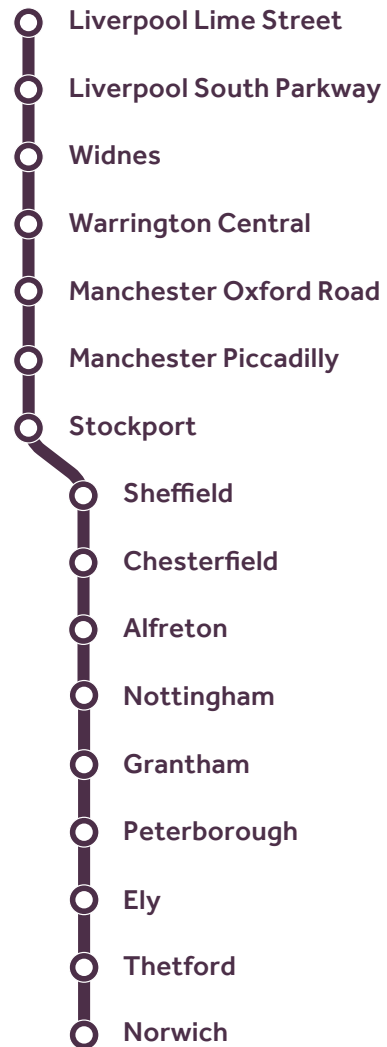 Liverpool Lime Street
Liverpool South Parkway
Widnes
Warrington Central
Manchester Oxford Road
Manchester Piccadilly
Stockport
Sheffield
Chesterfield
Alfreton
Nottingham
Grantham
Peterborough
Ely
Thetford
Norwich